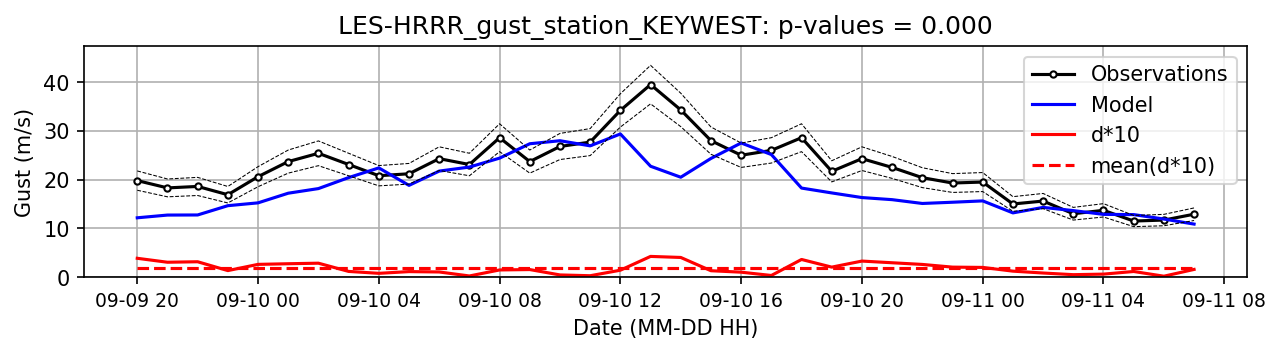 LES-HRRR_gust_station_KEYWEST: p-values = 0.000
Gust (m/s)
40
30
20
10
0
Observations
Model
d*10
mean(d*10)
09-09 20
09-10 00
09-10 04
09-10 08
09-10 12
09-10 16
09-10 20
09-11 00
09-11 04
09-11 08
Date (MM-DD HH)